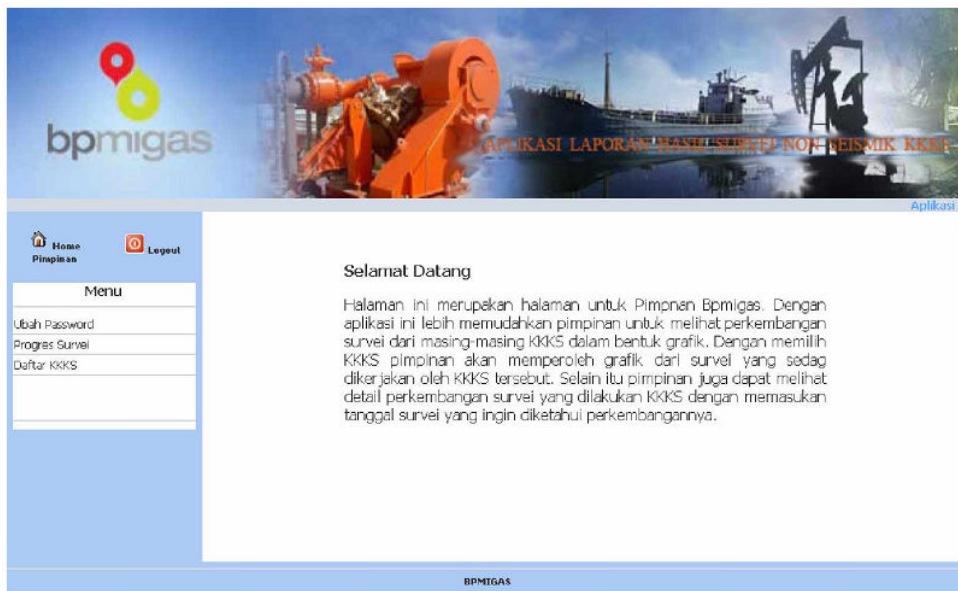 bpmigas
APLIKASI LAPORAN HASIL SURVEI NON SEISMIK KKKS
Aplikasi
Home
Pimpinan
Logout
Menu
Ubah Password
Progres Survei
Daftar KKKS
Selamat Datang
Halaman ini merupakan halaman untuk Pimpnan Bpmigas. Dengan
aplikasi ini lebih memudahkan pimpinan untuk melihat perkembangan
survei dari masing-masing KKKS dalam bentuk grafik. Dengan memilih
KKKS pimpinan akan memperoleh grafik dari survei yang sedag
dikerjakan oleh KKKS tersebut. Selain itu pimpinan juga dapat melihat
detail perkembangan survei yang dilakukan KKKS dengan memasukan
tanggal survei yang ingin diketahui perkembangannya.
BPMIGAS